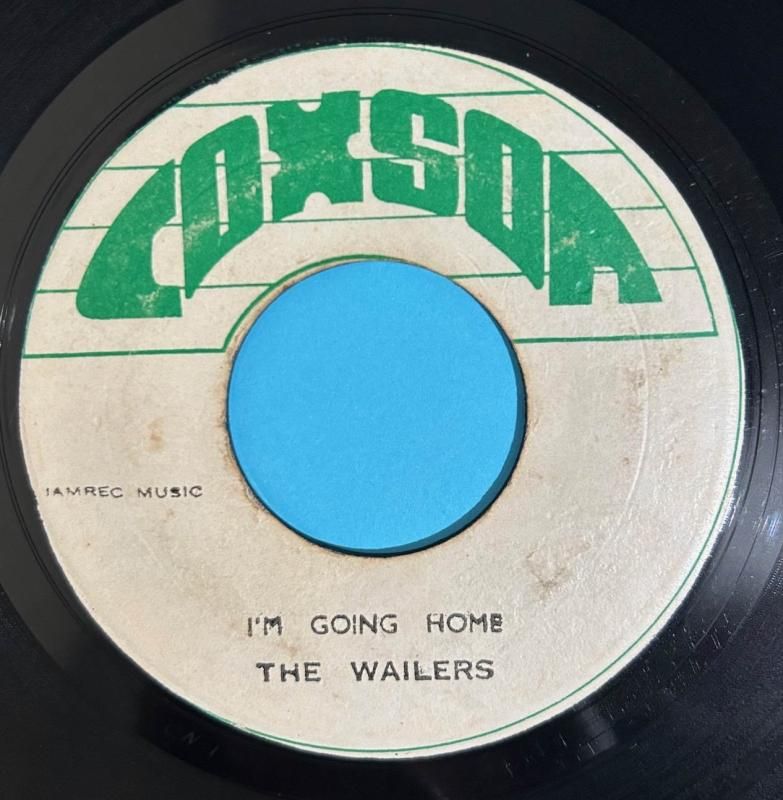 COXSON
JAMREC MUSIC
I'M GOING HOME
THE WAILERS